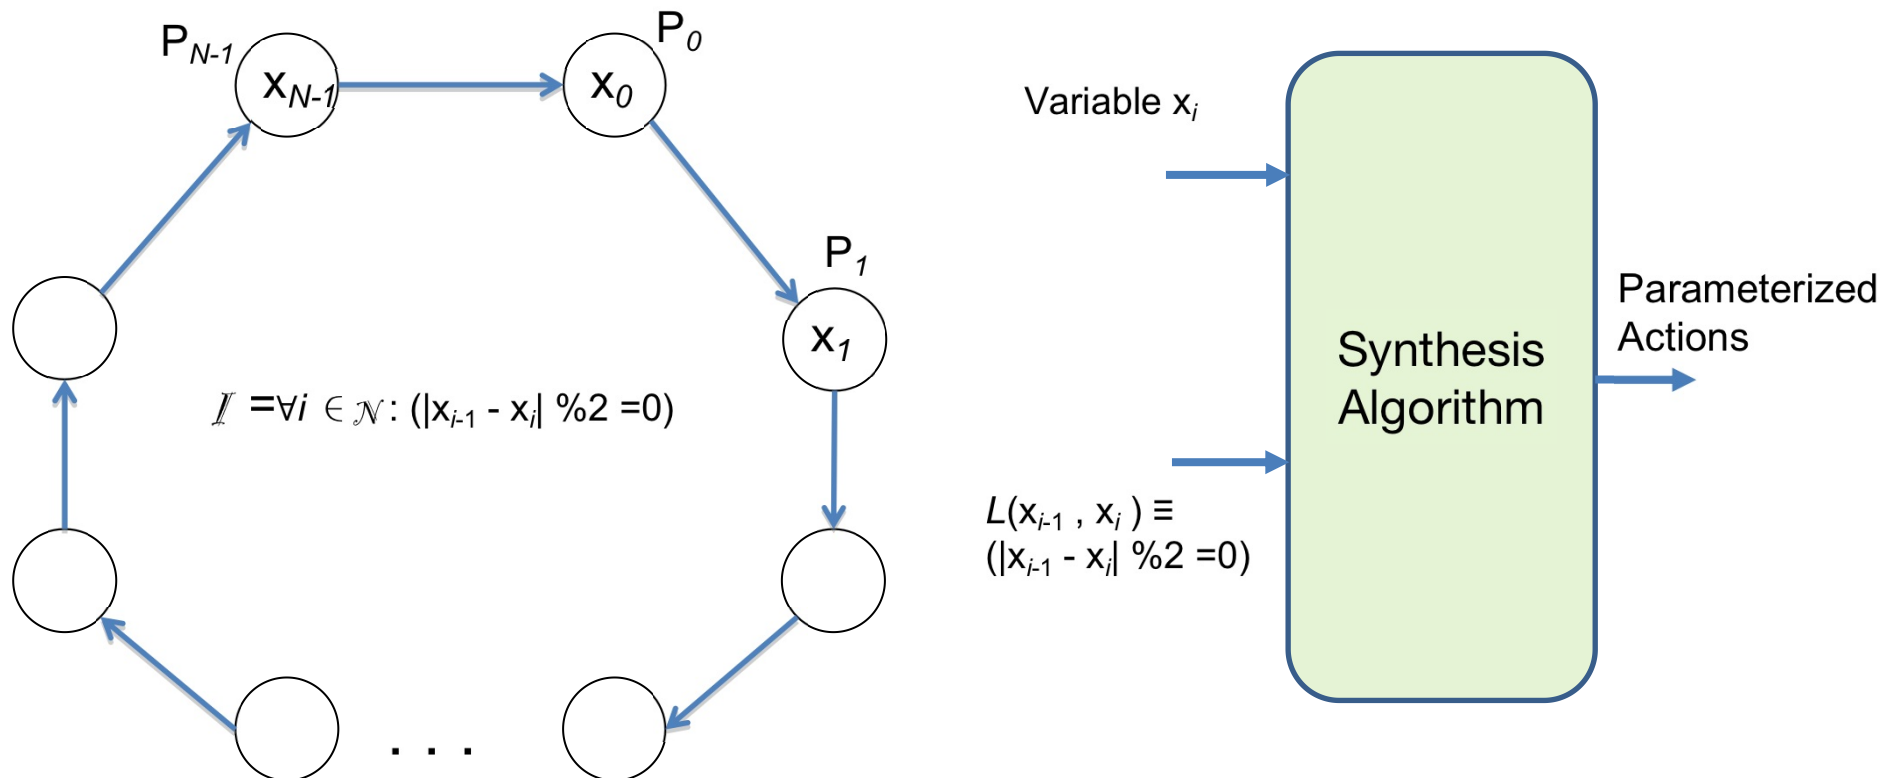 P_N-1
P_0
x_N-1
x_0
P_1
x_1
ℐ =∀i ∈ 𝒩 : (|x_i-1 - x_i| %2 =0)
. . .
Variable x_i
L(x_i-1 , x_i ) ≡
(|x_i-1 - x_i| %2 =0)
Synthesis
Algorithm
Parameterized
Actions